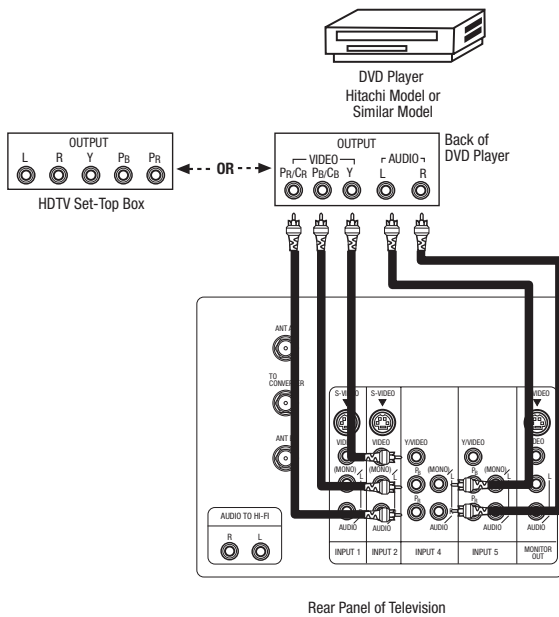 DVD Player
Hitachi Model or
Similar Model
OUTPUT
L R Y PB PR
HDTV Set-Top Box
OR
OUTPUT
VIDEO AUDIO
PR/CR PB/CB Y L R
Back of
DVD Player
ANT
TO
CONVERTER
ANT
S-VIDEO S-VIDEO VIDEO
VIDEO VIDEO Y/VIDEO Y/VIDEO
(MONO) L (MONO) L PB (MONO) L PB (MONO) L L
PR PR
AUDIO AUDIO AUDIO AUDIO AUDIO
INPUT 1 INPUT 2 INPUT 4 INPUT 5 MONITOR
OUT
AUDIO TO HI-FI
R L
Rear Panel of Television